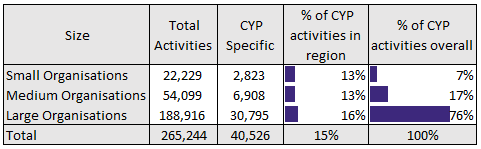 Size Total Activities CYP Specific % of CYP activities in region % of CYP activities overall
Small Organisations 22,229 2,823 13% 7%
Medium Organisations 54,099 6,908 13% 17%
Large Organisations 188,916 30,795 16% 76%
Total 265,244 40,526 15% 100%